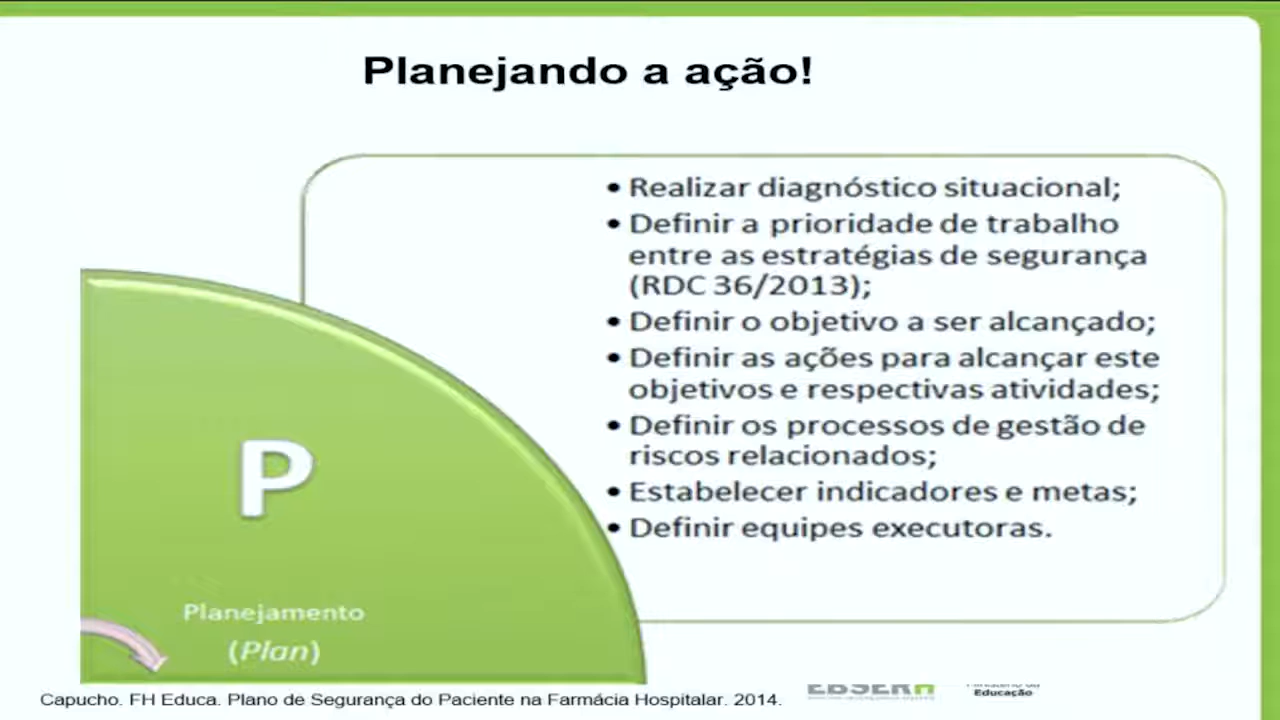 Planejando a ação!
• Realizar diagnóstico situacional;
• Definir a prioridade de trabalho
entre as estratégias de segurança
(RDC 36/2013);
• Definir o objetivo a ser alcançado;
• Definir as ações para alcançar este
objetivos e respectivas atividades;
• Definir os processos de gestão de
riscos relacionados;
• Estabelecer indicadores e metas;
• Definir equipes executoras.
P
Planejamento
(Plan)
EBSERH
Educação
Capucho. FH Educa. Plano de Segurança do Paciente na Farmácia Hospitalar. 2014.